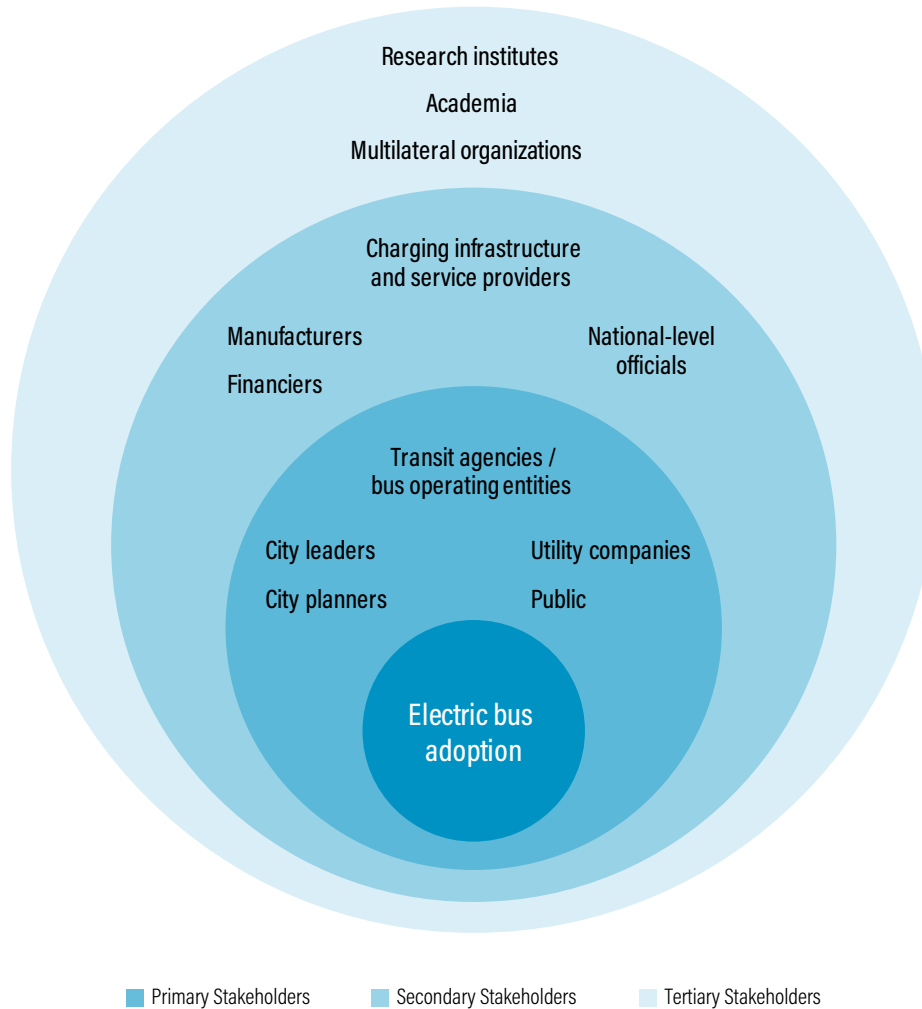 Research institutes
Academia
Multilateral organizations
Charging infrastructure
and service providers
Manufacturers
Financiers
National-level
officials
Transit agencies /
bus operating entities
City leaders
City planners
Utility companies
Public
Electric bus
adoption
Primary Stakeholders
Secondary Stakeholders
Tertiary Stakeholders